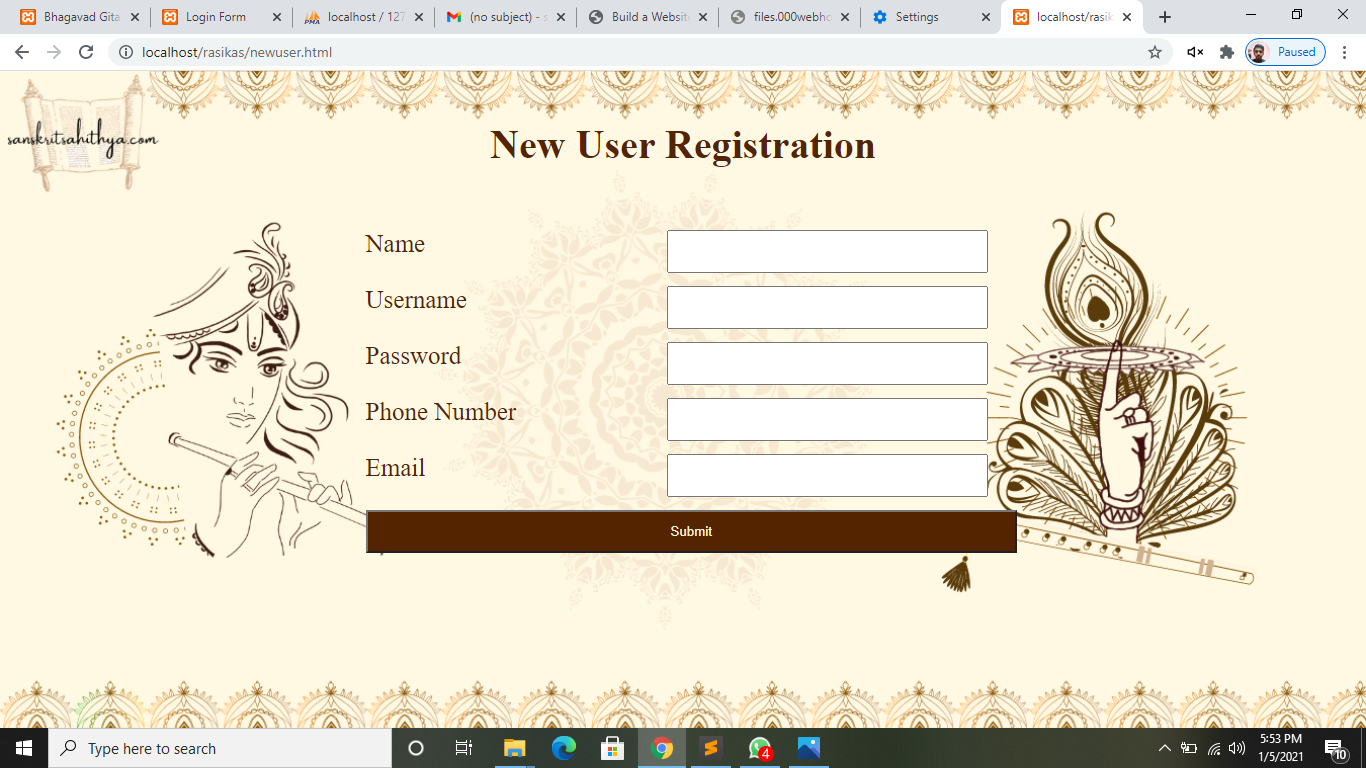 Bhagavad Gita
Login Form
localhost / 127
(no subject) - s
Build a Website
files.000webho
Settings
localhost/rasik
localhost/rasikas/newuser.html
Paused
sanskritsahithya.com
New User Registration
Name
Username
Password
Phone Number
Email
Submit
Type here to search
4
5:53 PM
1/5/2021
10